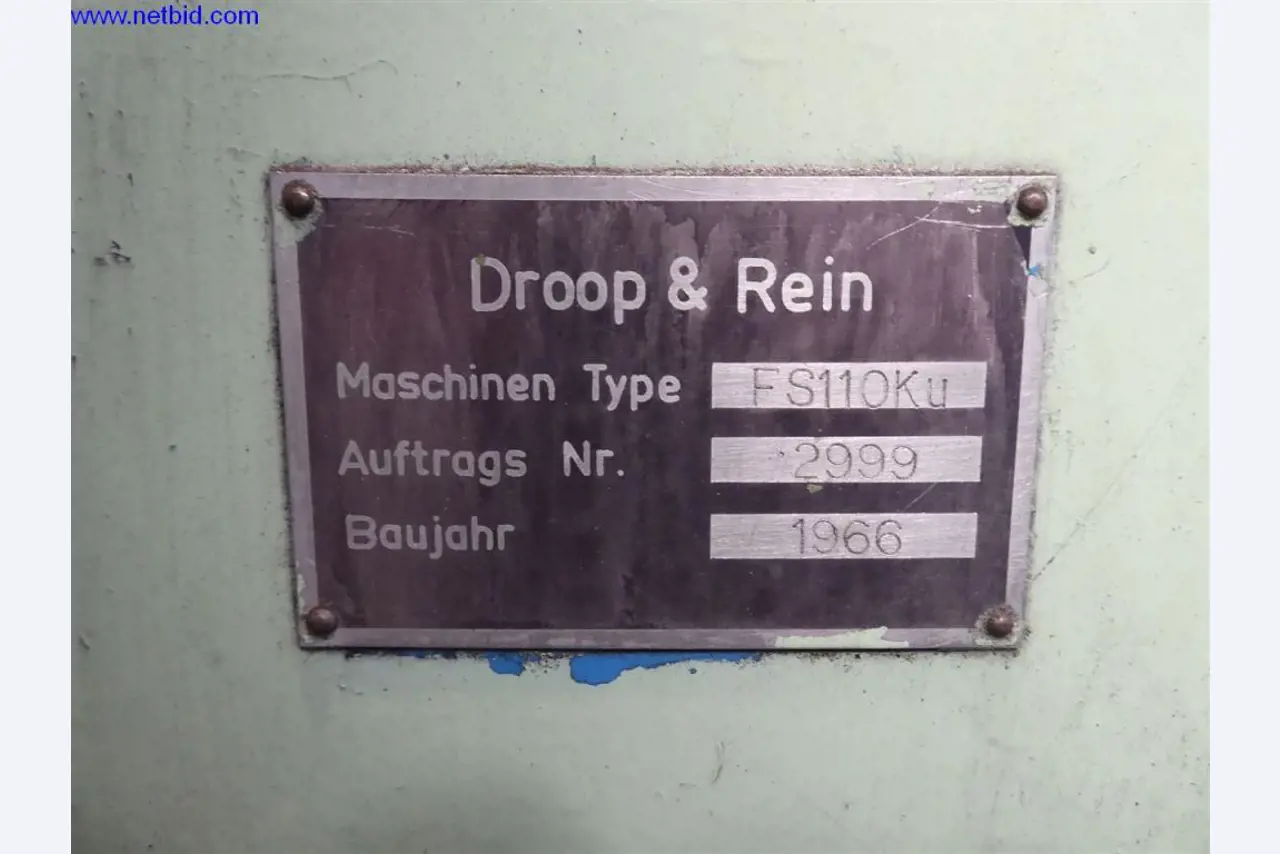 www.netbid.com
Droop & Rein
Maschinen Type FS110Ku
Auftrags Nr. 2999
Baujahr 1966